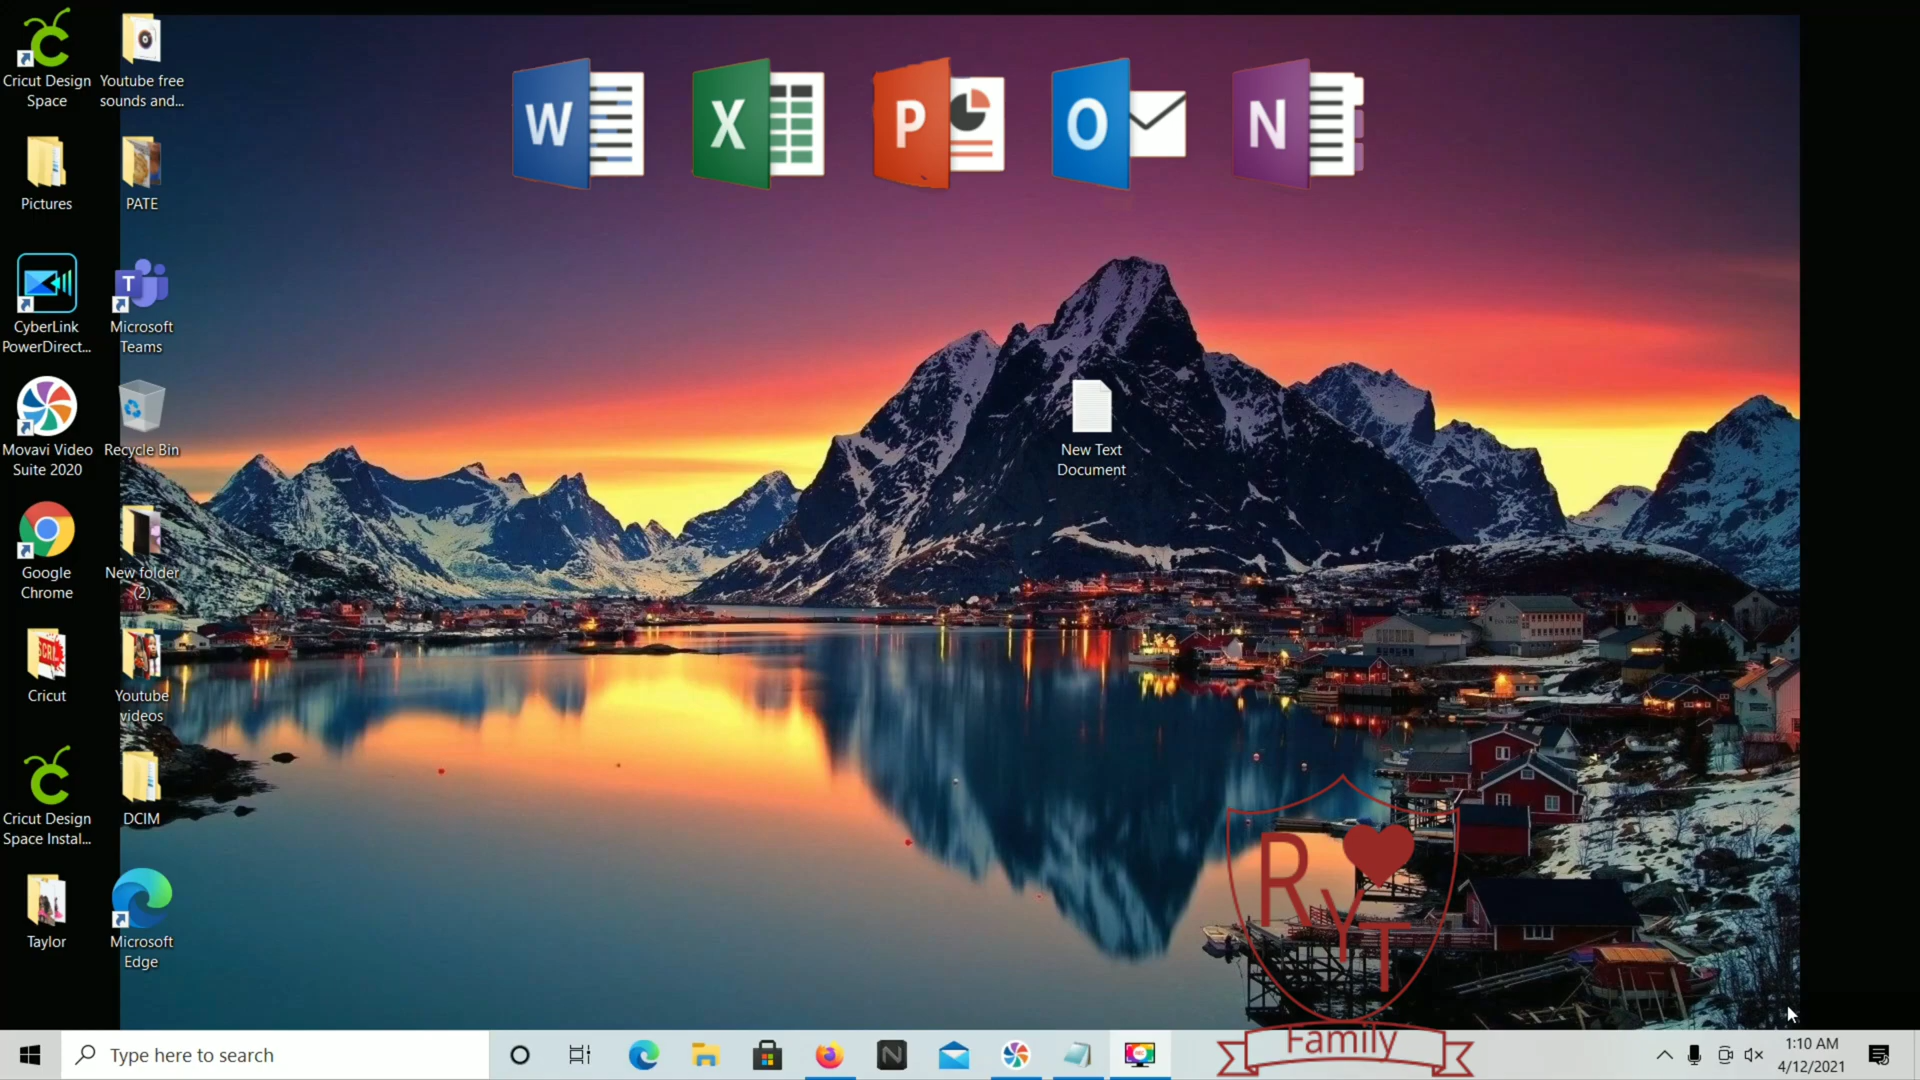 Cricut Design
Space
Youtube free
sounds and...
W
X
P
O
N
Pictures
PATE
CyberLink
PowerDirect...
T
Microsoft
Teams
Movavi Video
Suite 2020
Recycle Bin
New Text
Document
Google
Chrome
New folder
(2)
SCRL
Cricut
Youtube
videos
Cricut Design
Space Instal...
DCIM
Taylor
Microsoft
Edge
R
Y
T
Family
Type here to search
N
1:10 AM
4/12/2021